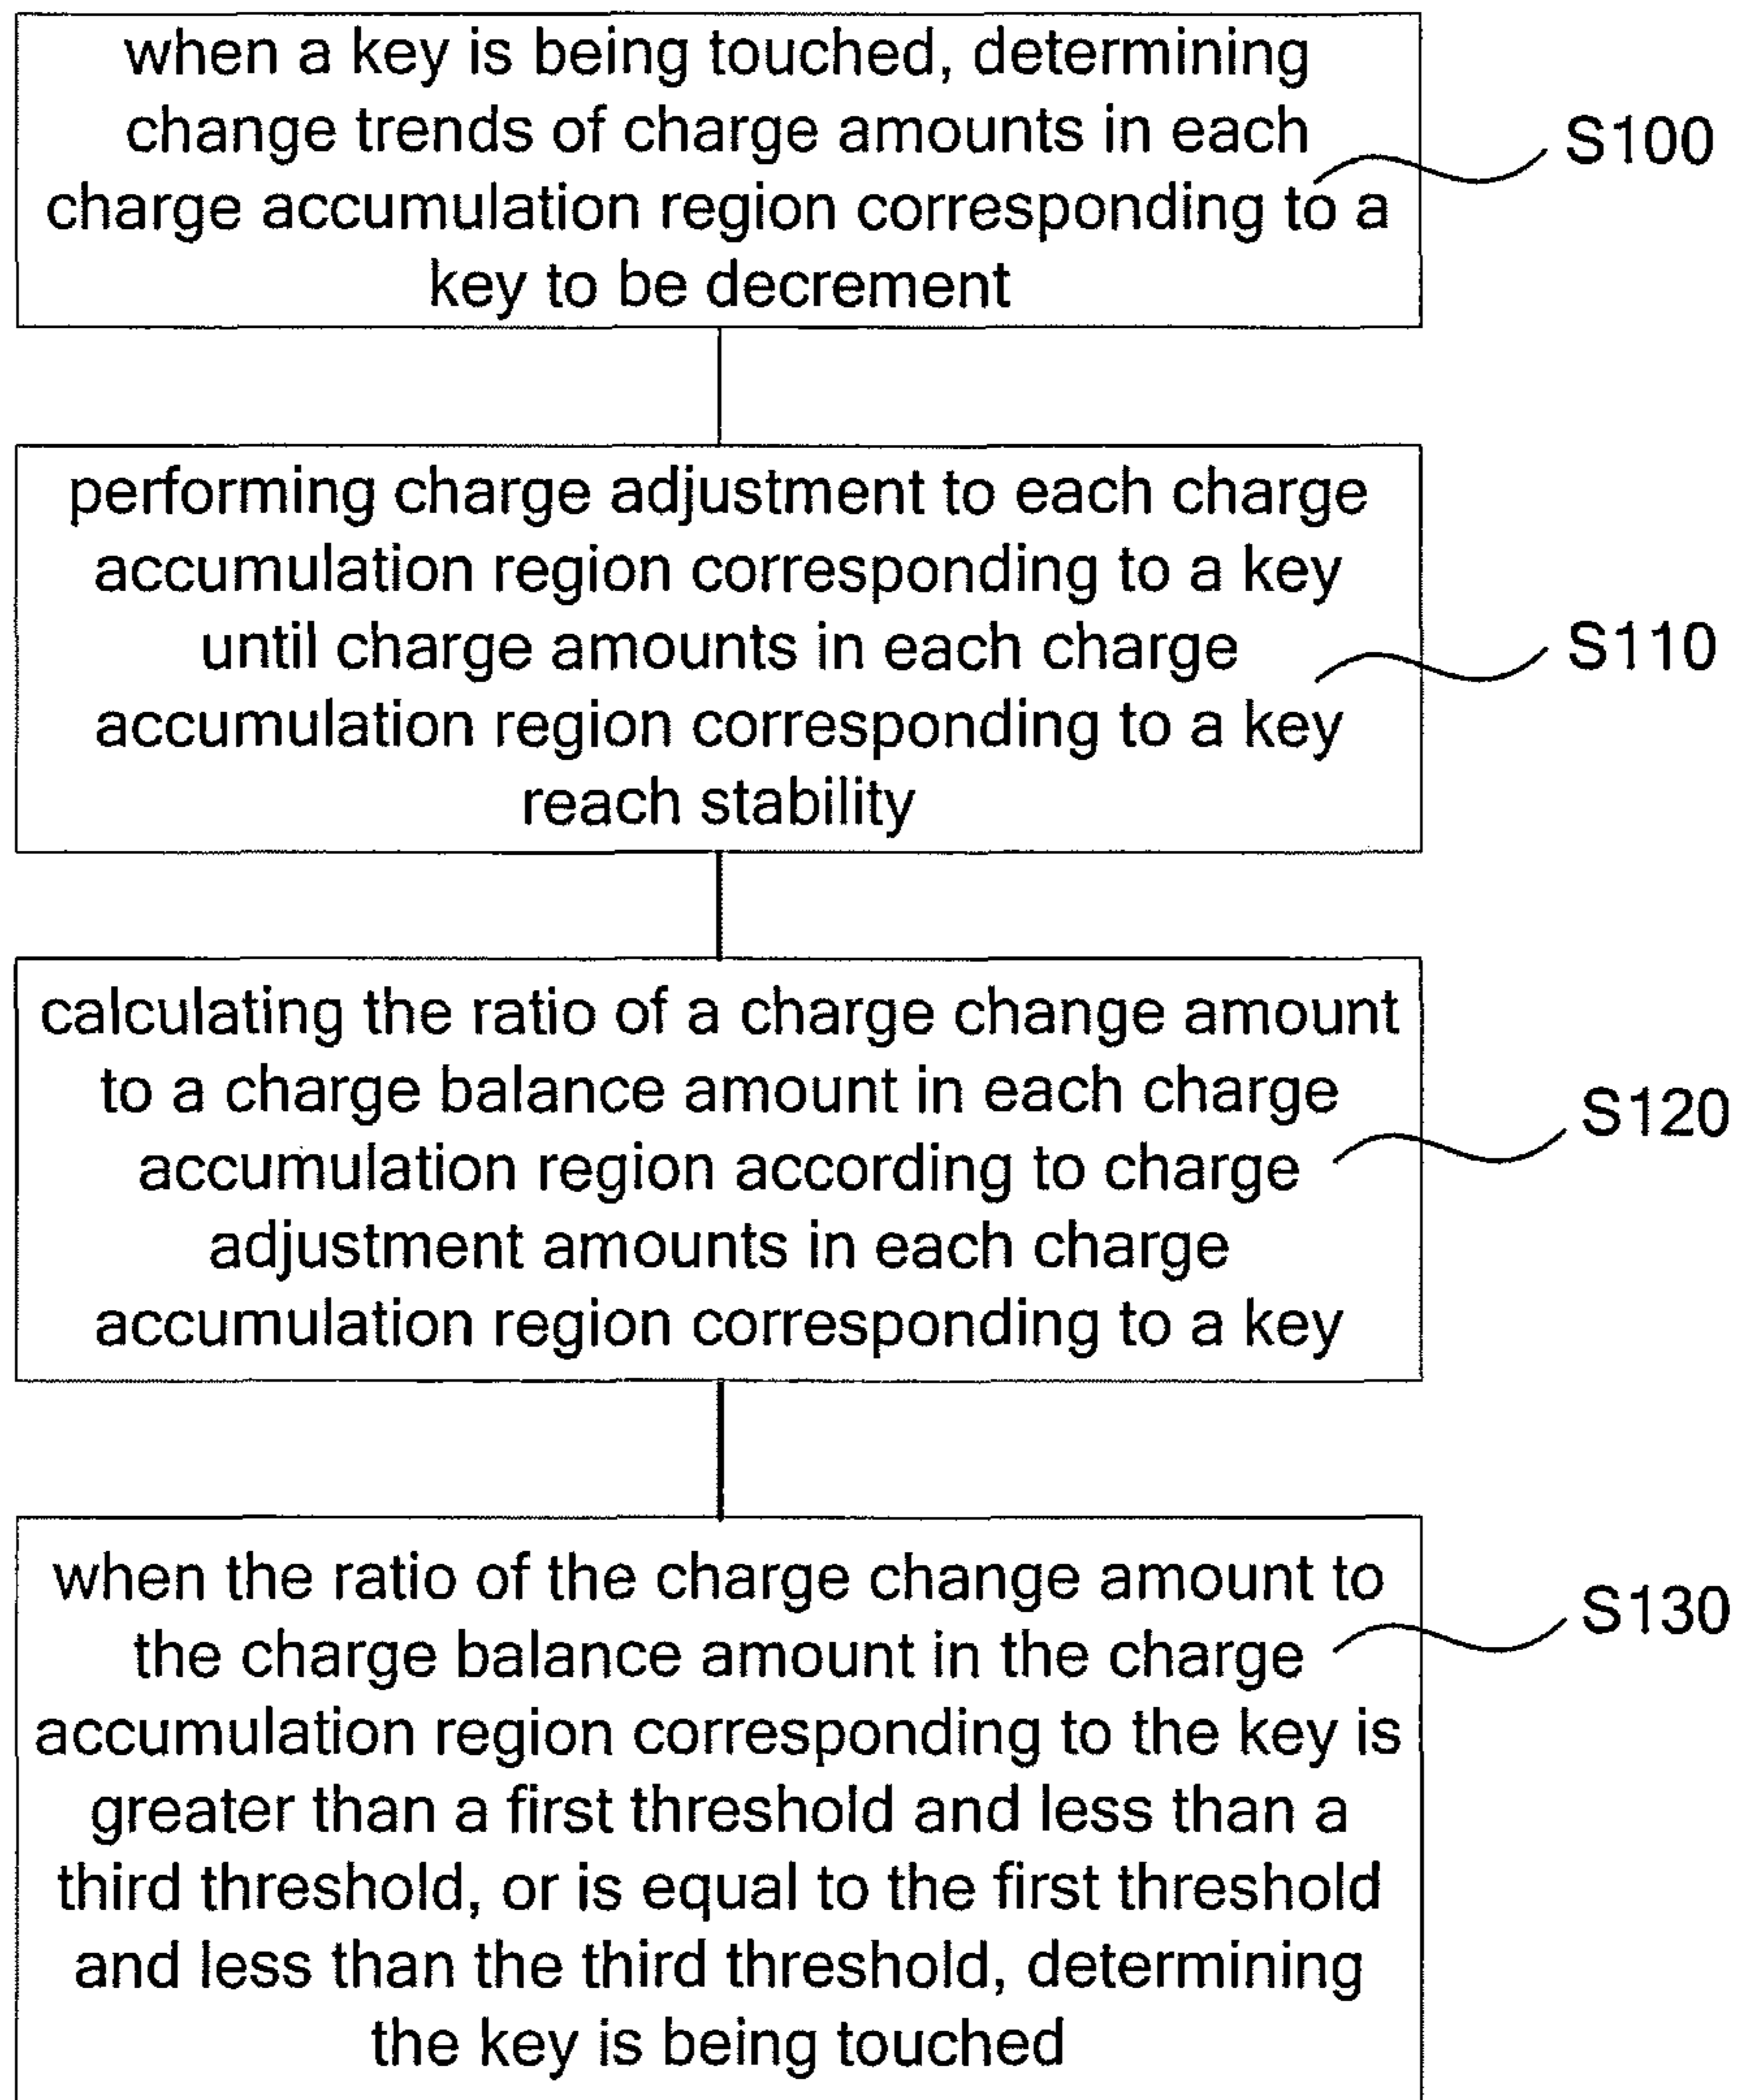 when a key is being touched, determining
change trends of charge amounts in each
charge accumulation region corresponding to a
key to be decrement
S100
performing charge adjustment to each charge
accumulation region corresponding to a key
until charge amounts in each charge
accumulation region corresponding to a key
reach stability
S110
calculating the ratio of a charge change amount
to a charge balance amount in each charge
accumulation region according to charge
adjustment amounts in each charge
accumulation region corresponding to a key
S120
when the ratio of the charge change amount to
the charge balance amount in the charge
accumulation region corresponding to the key is
greater than a first threshold and less than a
third threshold, or is equal to the first threshold
and less than the third threshold, determining
the key is being touched
S130